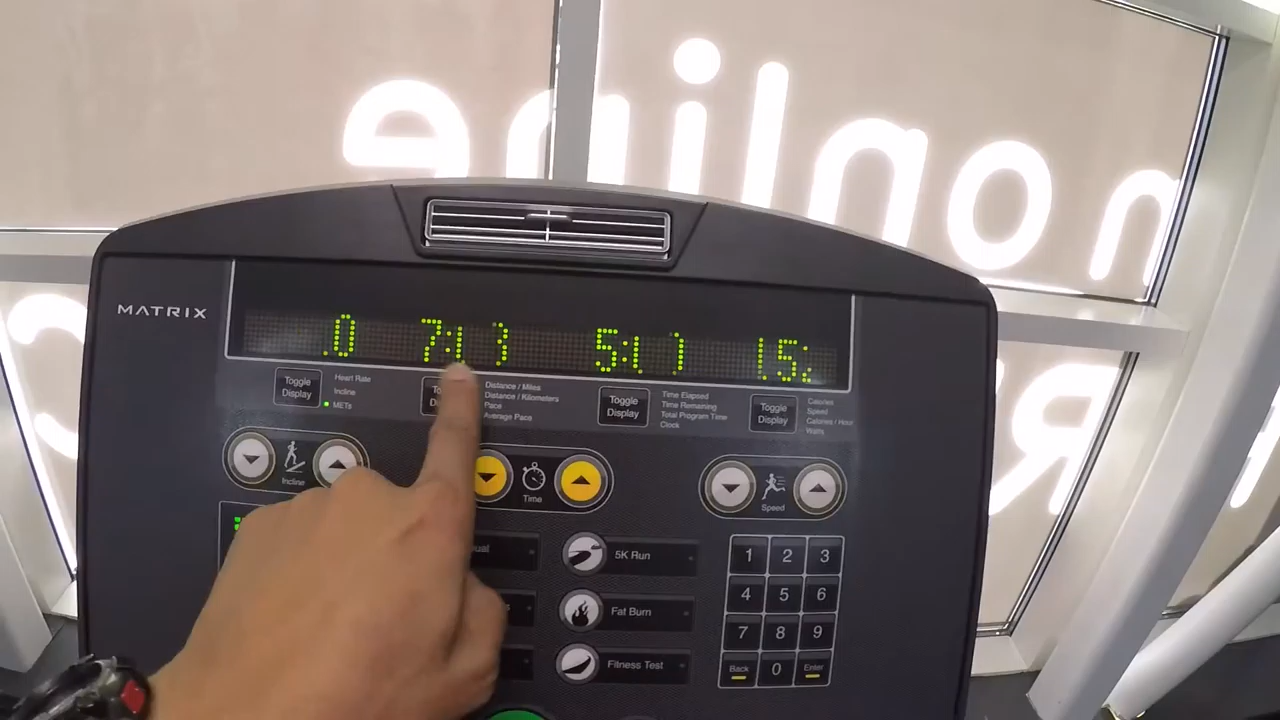 MATRIX
Toggle
Display
Heart Rate
Incline
METs
Distance / Miles
Distance / Kilometers
Pace
Average Pace
Toggle
Display
Time Elapsed
Time Remaining
Total Program Time
Clock
Toggle
Display
Calories
Speed
Calories / Hour
Watts
Incline
Time
Speed
5K Run
Fat Burn
Fitness Test
1 2 3
4 5 6
7 8 9
Back 0 Enter